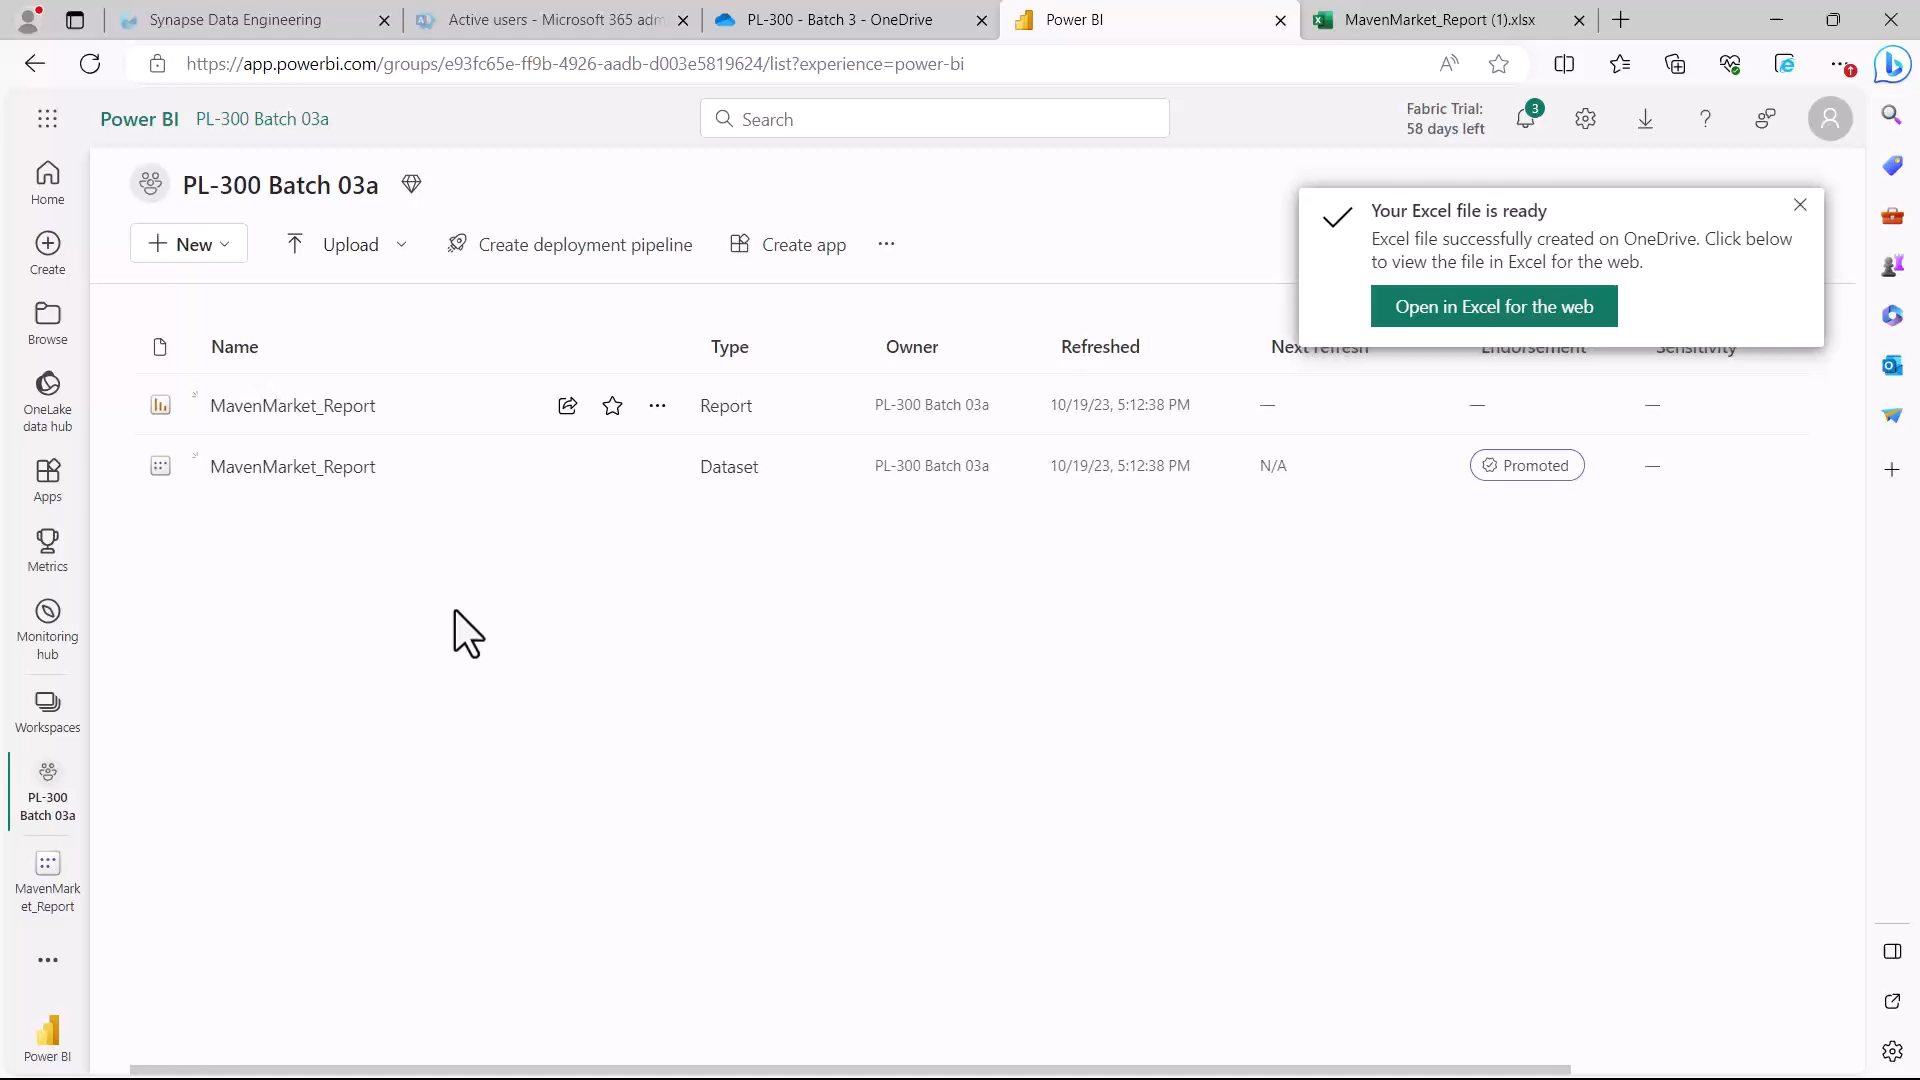 Synapse Data Engineering
Active users - Microsoft 365 adm
PL-300 - Batch 3 - OneDrive
Power BI
MavenMarket_Report (1).xlsx
https://app.powerbi.com/groups/e93fc65e-ff9b-4926-aadb-d003e5819624/list?experience=power-bi
Power BI PL-300 Batch 03a
Search
Fabric Trial:
58 days left
3
PL-300 Batch 03a
New
Upload
Create deployment pipeline
Create app
Your Excel file is ready
Excel file successfully created on OneDrive. Click below
to view the file in Excel for the web.
Open in Excel for the web
Name Type Owner Refreshed Next refresh Endorsement Sensitivity
MavenMarket_Report Report PL-300 Batch 03a 10/19/23, 5:12:38 PM — — —
MavenMarket_Report Dataset PL-300 Batch 03a 10/19/23, 5:12:38 PM N/A Promoted —
Home
Create
Browse
OneLake
data hub
Apps
Metrics
Monitoring
hub
Workspaces
PL-300
Batch 03a
MavenMark
et_Report
Power BI